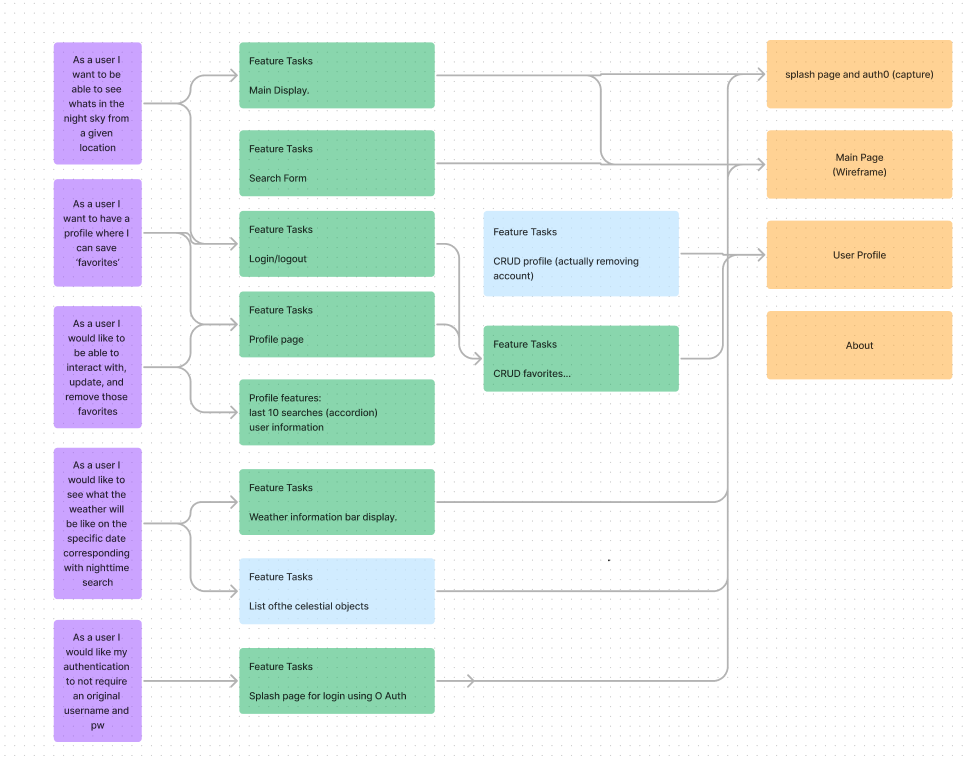 As a user I
want to be
able to see
whats in the
night sky from
a given
location
As a user I
want to have a
profile where I
can save
'favorites'
As a user I
would like to
be able to
interact with,
update, and
remove those
favorites
As a user I
would like to
see what the
weather will
be like on the
specific date
corresponding
with nighttime
search
As a user I
would like my
authentication
to not require
an original
username and
pw
Feature Tasks
Main Display.
Feature Tasks
Search Form
Feature Tasks
Login/logout
Feature Tasks
Profile page
Profile features:
last 10 searches (accordion)
user information
Feature Tasks
Weather information bar display.
Feature Tasks
List ofthe celestial objects
Feature Tasks
Splash page for login using O Auth
Feature Tasks
CRUD profile (actually removing
account)
Feature Tasks
CRUD favorites...
splash page and auth0 (capture)
Main Page
(Wireframe)
User Profile
About